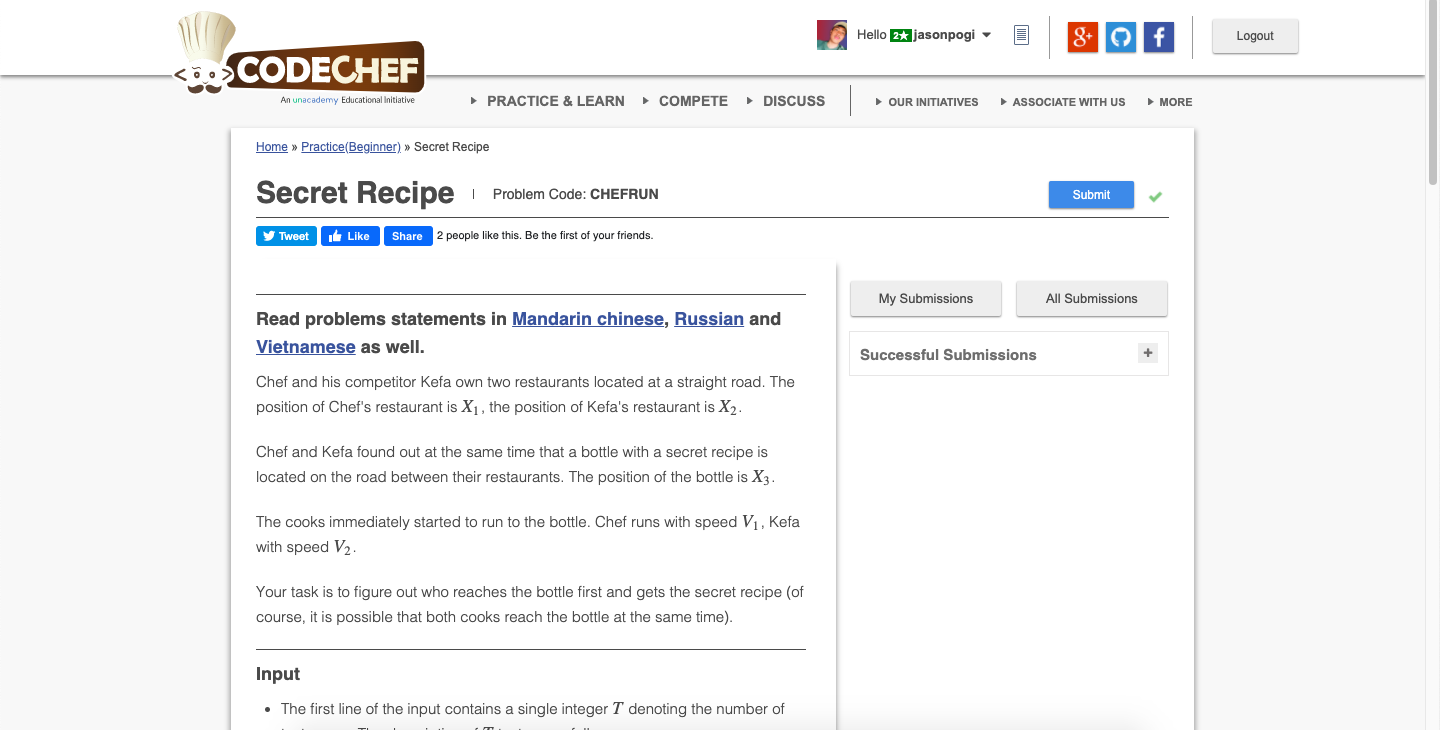 Hello 2★ jasonpogi
Logout
CODECHEF
An unacademy Educational Initiative
PRACTICE & LEARN COMPETE DISCUSS OUR INITIATIVES ASSOCIATE WITH US MORE
Home » Practice(Beginner) » Secret Recipe
Secret Recipe
Problem Code: CHEFRUN
Submit
Tweet Like Share 2 people like this. Be the first of your friends.
Read problems statements in Mandarin chinese, Russian and
Vietnamese as well.
Chef and his competitor Kefa own two restaurants located at a straight road. The
position of Chef's restaurant is X1, the position of Kefa's restaurant is X2.
Chef and Kefa found out at the same time that a bottle with a secret recipe is
located on the road between their restaurants. The position of the bottle is X3.
The cooks immediately started to run to the bottle. Chef runs with speed V1, Kefa
with speed V2.
Your task is to figure out who reaches the bottle first and gets the secret recipe (of
course, it is possible that both cooks reach the bottle at the same time).
Input
• The first line of the input contains a single integer T denoting the number of
My Submissions
All Submissions
Successful Submissions
+